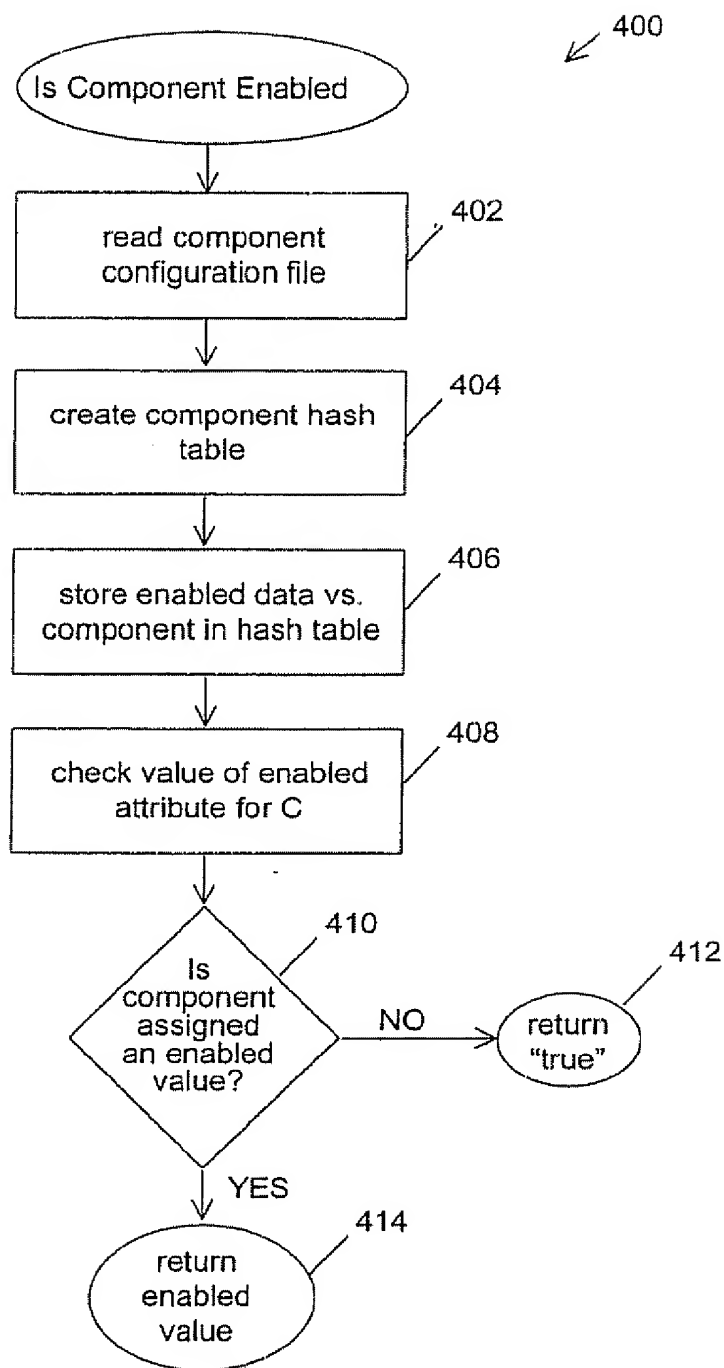 400
Is Component Enabled
402
read component
configuration file
404
create component hash
table
406
store enabled data vs.
component in hash table
408
check value of enabled
attribute for C
410
Is
component
assigned
an enabled
value?
NO
412
return
“true”
YES
414
return
enabled
value